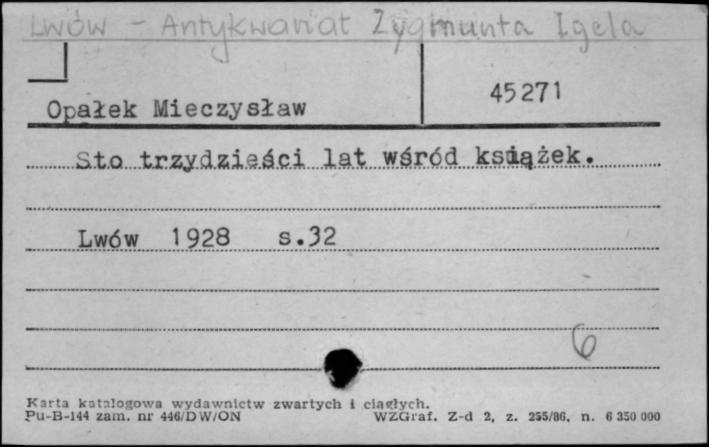 Lwów - Antykwariat Zygmunta Igela
45271
Opałek Mieczysław
Sto trzydzieści lat wśród książek.
Lwów 1928 s.32
6
Karta katalogowa wydawnictw zwartych i ciągłych.
Pu-B-144 zam. nr 446/DW/ON WZGraf. Z-d 2, z. 255/86, n. 6 350 000